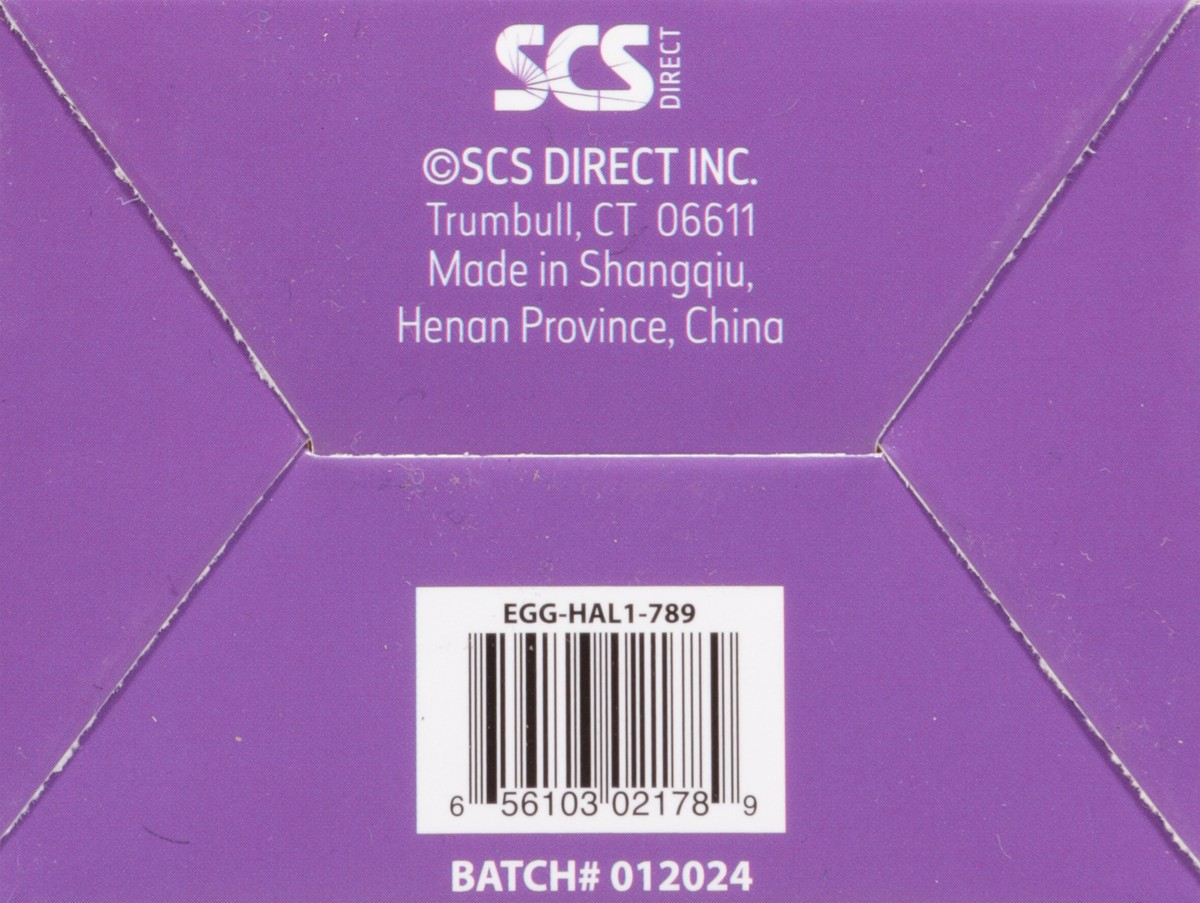 SCS DIRECT
©SCS DIRECT INC.
Trumbull, CT 06611
Made in Shangqiu,
Henan Province, China
EGG-HAL1-789
6 56103 02178 9
BATCH# 012024